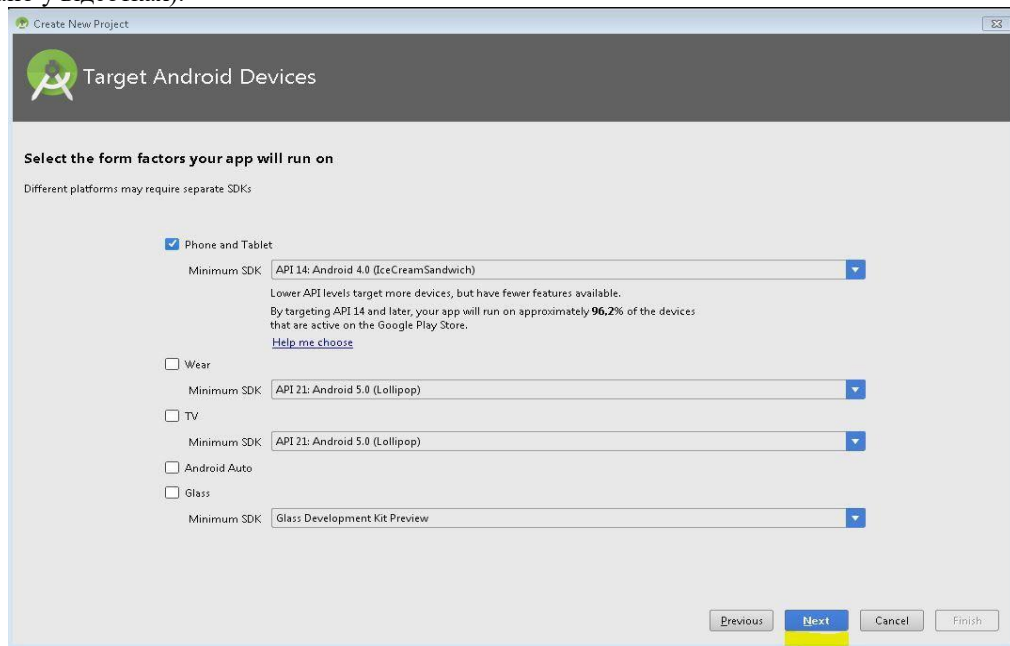 у відеоокал).
Create New Project
Target Android Devices
Select the form factors your app will run on
Different platforms may require separate SDKs
Phone and Tablet
Minimum SDK API 14: Android 4.0 (IceCreamSandwich)
Lower API levels target more devices, but have fewer features available.
By targeting API 14 and later, your app will run on approximately 96,2% of the devices
that are active on the Google Play Store.
Help me choose
Wear
Minimum SDK API 21: Android 5.0 (Lollipop)
TV
Minimum SDK API 21: Android 5.0 (Lollipop)
Android Auto
Glass
Minimum SDK Glass Development Kit Preview
Previous Next Cancel Finish